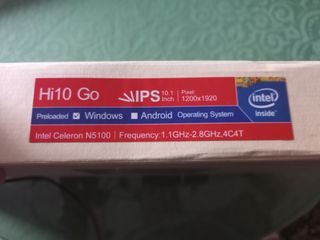 Hi10 Go
IPS 10.1 Inch
Pixel: 1200x1920
intel inside
Preloaded Windows Android Operating System
Intel Celeron N5100 Frequency:1.1GHz-2.8GHz,4C4T